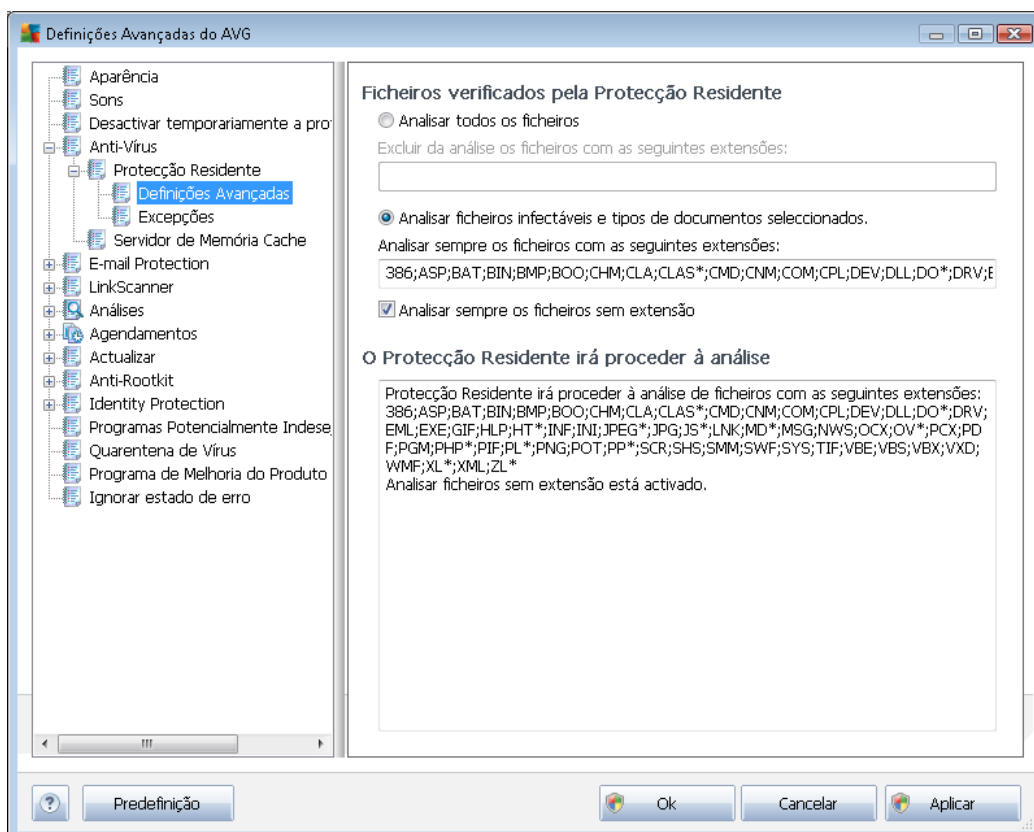 Definições Avançadas do AVG
Aparência
Sons
Desactivar temporariamente a pro
Anti-Vírus
Protecção Residente
Definições Avançadas
Excepções
Servidor de Memória Cache
E-mail Protection
LinkScanner
Análises
Agendamentos
Actualizar
Anti-Rootkit
Identity Protection
Programas Potencialmente Indese
Quarentena de Vírus
Programa de Melhoria do Produto
Ignorar estado de erro
Ficheiros verificados pela Protecção Residente
Analisar todos os ficheiros
Excluir da análise os ficheiros com as seguintes extensões:
Analisar ficheiros infectáveis e tipos de documentos seleccionados.
Analisar sempre os ficheiros com as seguintes extensões:
386;ASP;BAT;BIN;BMP;BOO;CHM;CLA;CLAS*;CMD;CNM;COM;CPL;DEV;DLL;DO*;DRV;E
Analisar sempre os ficheiros sem extensão
O Protecção Residente irá proceder à análise
Protecção Residente irá proceder à análise de ficheiros com as seguintes extensões:
386;ASP;BAT;BIN;BMP;BOO;CHM;CLA;CLAS*;CMD;CNM;COM;CPL;DEV;DLL;DO*;DRV;
EML;EXE;GIF;HLP;HT*;INF;INI;JPEG*;JPG;JS*;LNK;MD*;MSG;NWS;OCX;OV*;PCX;PD
F;PGM;PHP*;PIF;PL*;PNG;POT;PP*;SCR;SHS;SMM;SWF;SYS;TIF;VBE;VBS;VBX;VXD;
WMF;XL*;XML;ZL*
Analisar ficheiros sem extensão está activado.
?
Predefinição
Ok
Cancelar
Aplicar